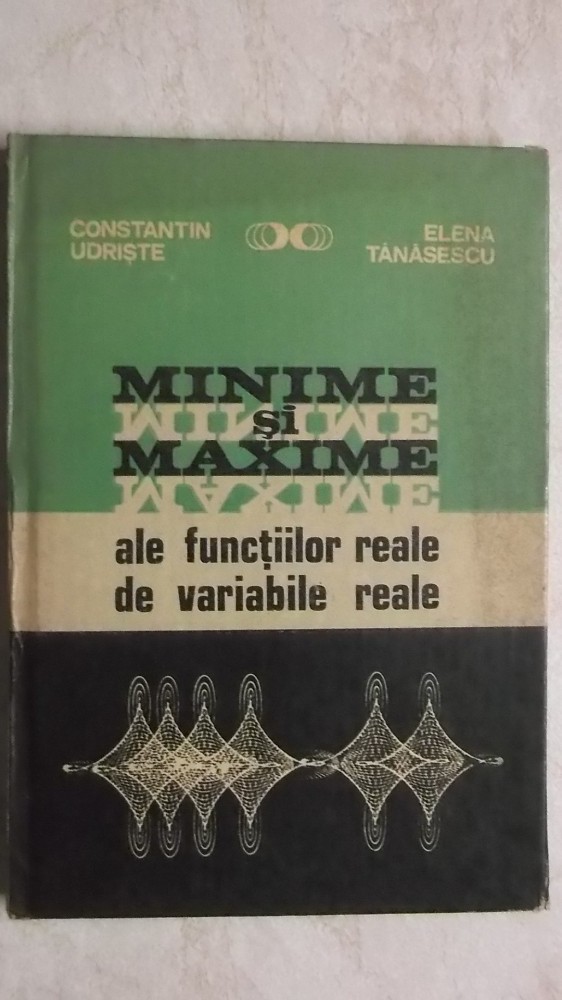 CONSTANTIN
UDRIȘTE
ELENA
TĂNĂSESCU
MINIME
și
MAXIME
ale funcțiilor reale
de variabile reale